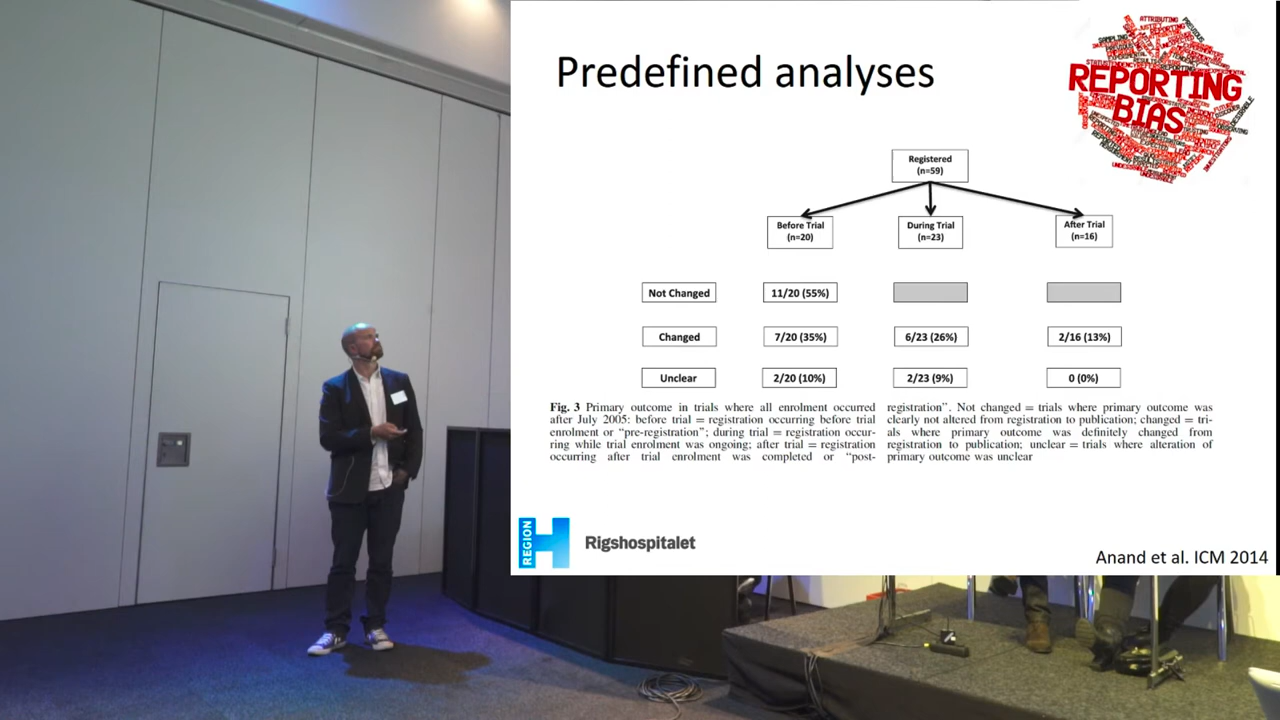 Predefined analyses
ATTRIBUTING
PREVIOUS
SAMPLING
REPORTING
BIAS
UNDESIRABLE
INVESTIGATORS
Registered
(n=59)
Before Trial
(n=20)
During Trial
(n=23)
After Trial
(n=16)
Not Changed
11/20 (55%)
Changed
7/20 (35%)
6/23 (26%)
2/16 (13%)
Unclear
2/20 (10%)
2/23 (9%)
0 (0%)
Fig. 3 Primary outcome in trials where all enrolment occurred
after July 2005: before trial = registration occurring before trial
enrolment or “pre-registration”; during trial = registration occur-
ring while trial enrolment was ongoing; after trial = registration
occurring after trial enrolment was completed or “post-
registration”. Not changed = trials where primary outcome was
clearly not altered from registration to publication; changed = tri-
als where primary outcome was definitely changed from
registration to publication; unclear = trials where alteration of
primary outcome was unclear
REGION
H
Rigshospitalet
Anand et al. ICM 2014